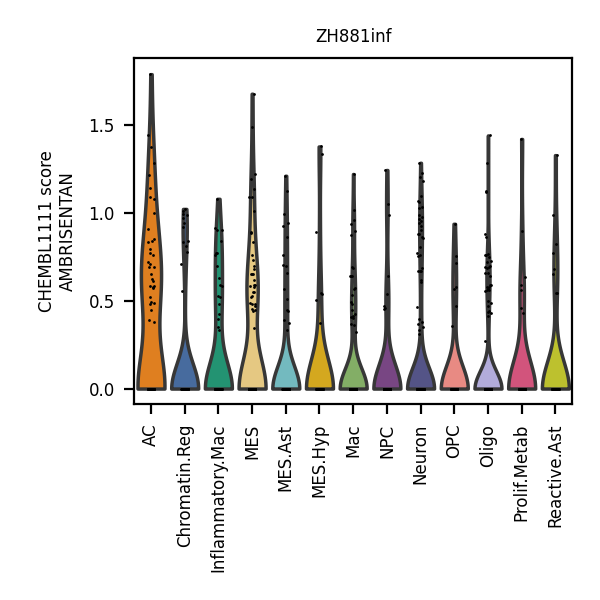 ZH881inf
CHEMBL1111 score
AMBRISENTAN
1.5
1.0
0.5
0.0
AC
Chromatin.Reg
Inflammatory.Mac
MES
MES.Ast
MES.Hyp
Mac
NPC
Neuron
OPC
Oligo
Prolif.Metab
Reactive.Ast